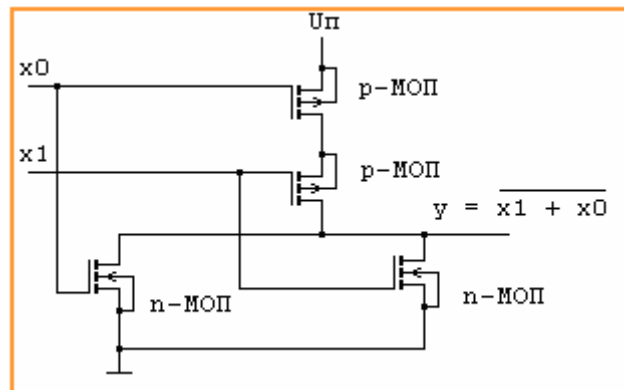 Uп
x0
p-МОП
x1
p-МОП
y = x1 + x0
n-МОП
n-МОП